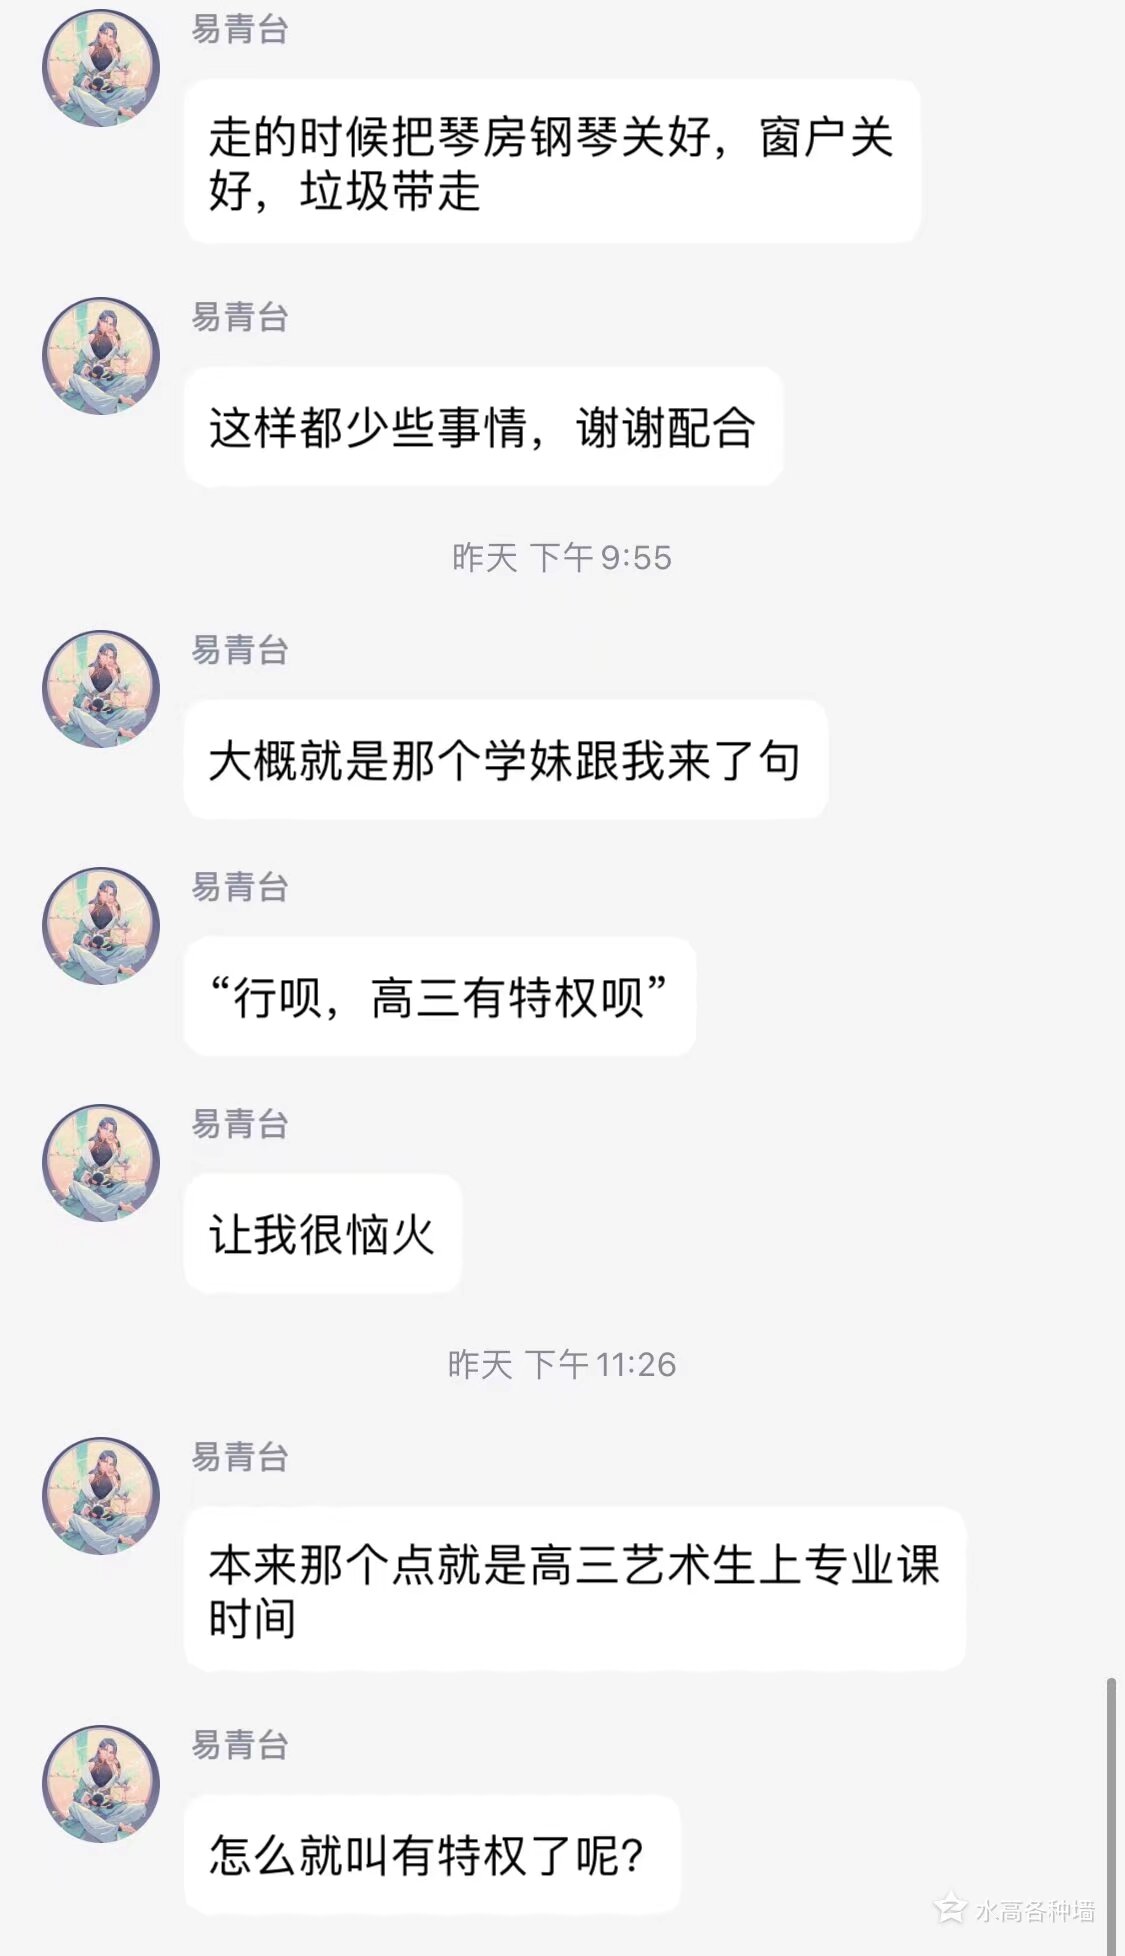 易青台
走的时候把琴房钢琴关好，窗户关
好，垃圾带走
易青台
这样都少些事情，谢谢配合
昨天 下午9:55
易青台
大概就是那个学妹跟我来了句
易青台
“行呗，高三有特权呗”
易青台
让我很恼火
昨天 下午11:26
易青台
本来那个点就是高三艺术生上专业课
时间
易青台
怎么就叫有特权了呢?
水高各种墙